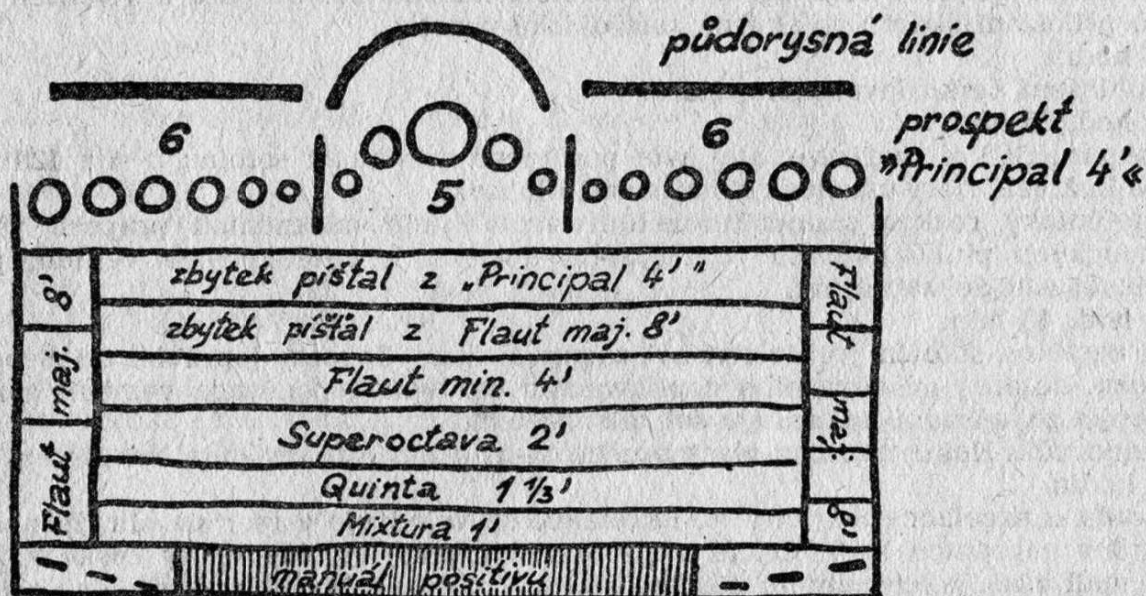 půdorysná linie
6
5
6
prospekt
"Principal 4'«
8'
maj.
Flaut
zbytek píšťal z „Principal 4' "
zbytek píšťal z Flaut maj. 8'
Flaut min. 4'
Superoctava 2'
Quinta 1 1/3'
Mixtura 1'
manuál positivu
Flaut
maj.
8'